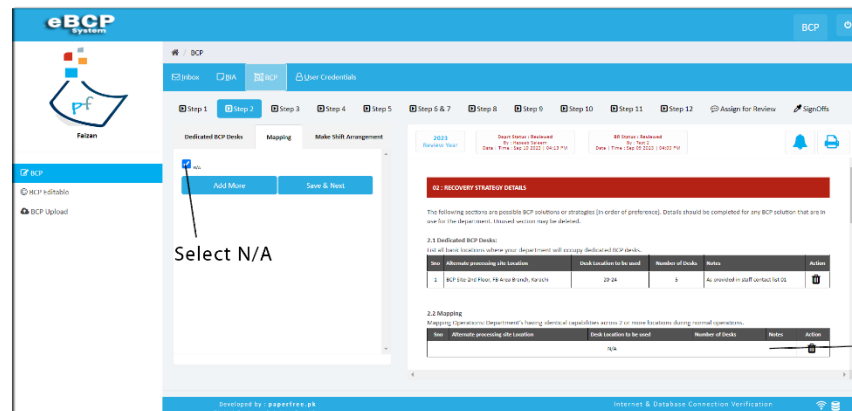 eBCP
System
BCP
BCP
Inbox
BIA
BCP
User Credentials
pf
Faizan
Step 1
Step 2
Step 3
Step 4
Step 5
Step 6 & 7
Step 8
Step 9
Step 10
Step 11
Step 12
Assign for Review
SignOffs
Dedicated BCP Desks
Mapping
Make Shift Arrangement
2023
Review Year
Depart Status : Reviewed
By : Haseeb Saleem
Date | Time : Sep 10 2022 | 04:15 PM
BIA Status : Reviewed
By : Test 2
Date | Time : Sep 09 2023 | 04:03 PM
BCP
BCP Editable
BCP Upload
N/A
Add More
Save & Next
Select N/A
02 : RECOVERY STRATEGY DETAILS
The following sections are possible BCP solutions or strategies (in order of preference). Details should be completed for any BCP solution that are in
use for the department. Unused section may be deleted.
2.1 Dedicated BCP Desks:
List all bank locations where your department will occupy dedicated BCP desks.
Sno Alternate processing site Location Desk Location to be used Number of Desks Notes Action
1 BCP Site 2nd Floor, FB Area Branch, Karachi 20-24 5 As provided in staff contact list 01
2.2 Mapping
Mapping Operations: Department's having identical capabilities across 2 or more locations during normal operations.
Sno Alternate processing site Location Desk Location to be used Number of Desks Notes Action
N/A
Developed by : paperfree.pk
Internet & Database Connection Verification